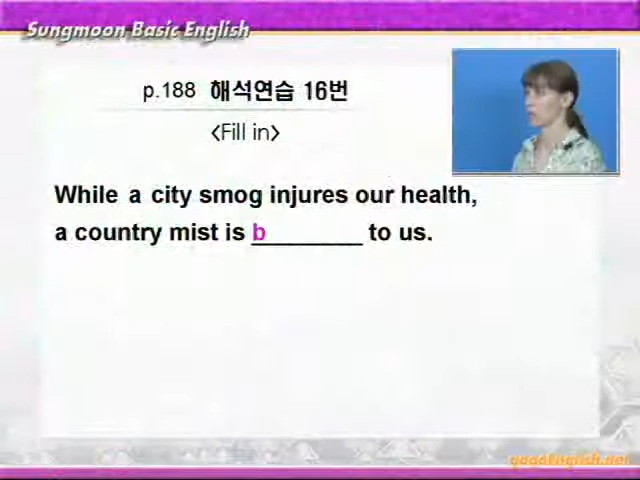 Sungmoon Basic English
p.188 해석연습 16번
<Fill in>
While a city smog injures our health,
a country mist is b________ to us.
goodEnglish.net